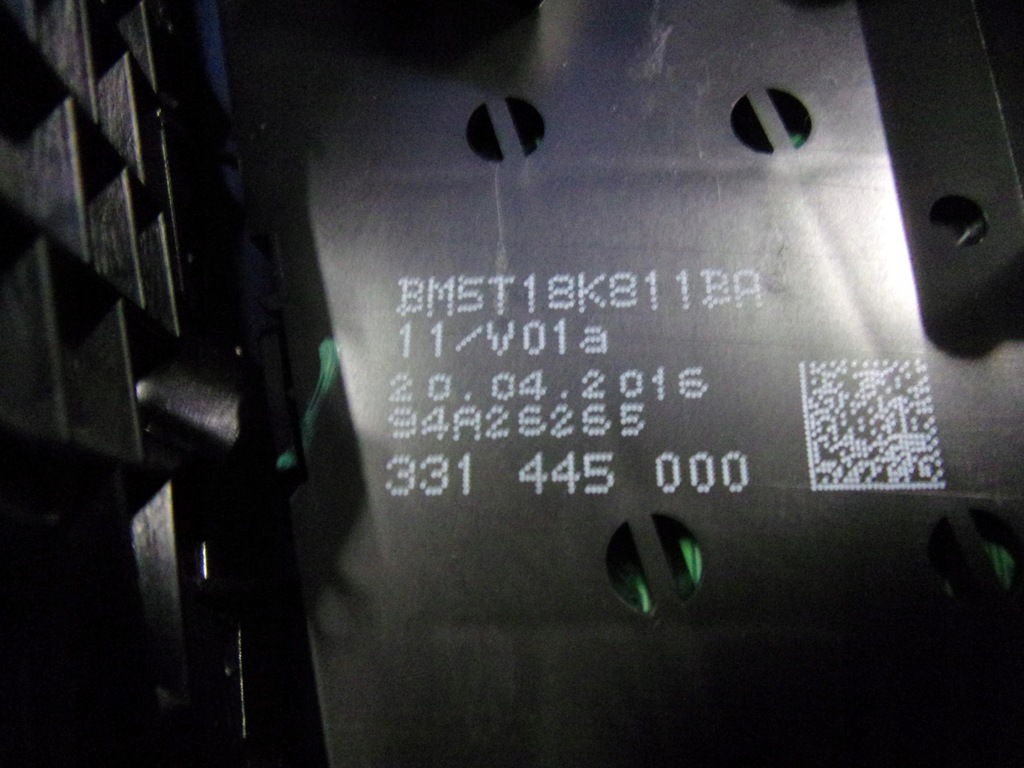 BM5T18K811BA
11/V01a
20.04.2016
94A26265
331 445 000